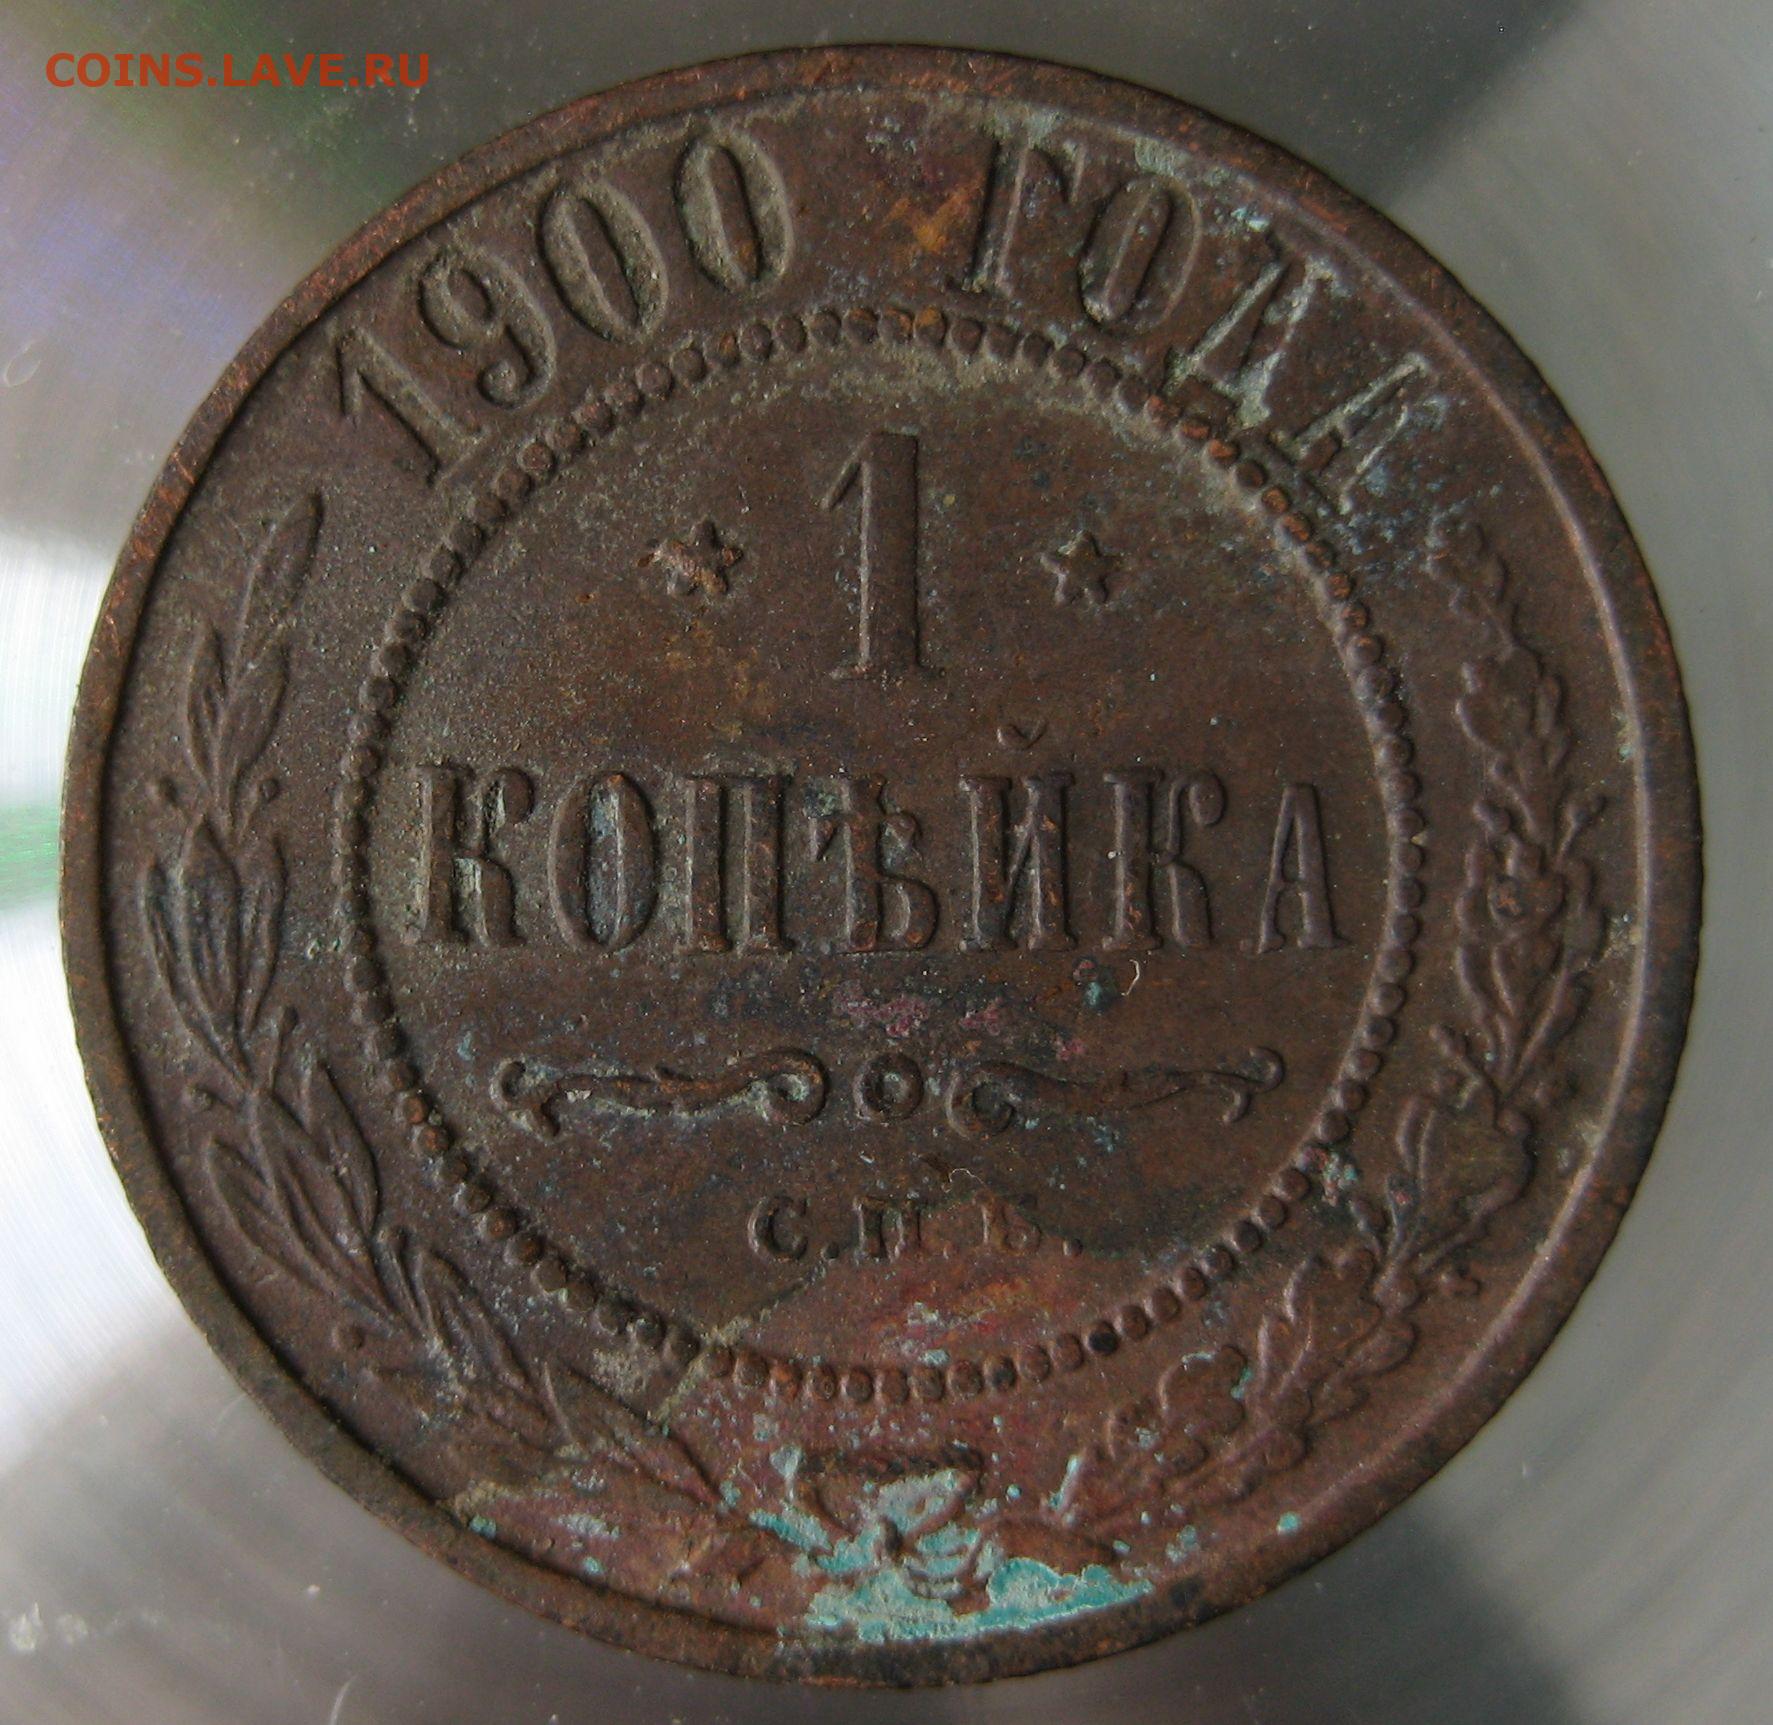 COINS.LAVE.RU
1900 ГОДА
1
КОПѢЙКА
С.П.Б.